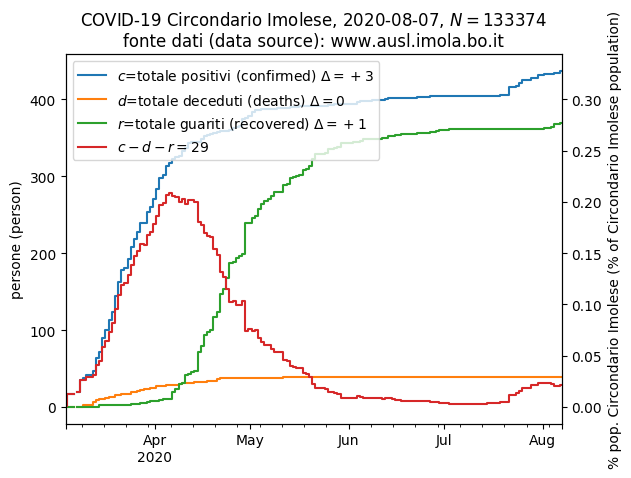 COVID-19 Circondario Imolese, 2020-08-07, N = 133374
fonte dati (data source): www.ausl.imola.bo.it
c=totale positivi (confirmed) Δ = +3
d=totale deceduti (deaths) Δ = 0
r=totale guariti (recovered) Δ = +1
c − d − r = 29
persone (person)
400
300
200
100
0
0.30
0.25
0.20
0.15
0.10
0.05
0.00
% pop. Circondario Imolese (% of Circondario Imolese population)
Apr May Jun Jul Aug
2020